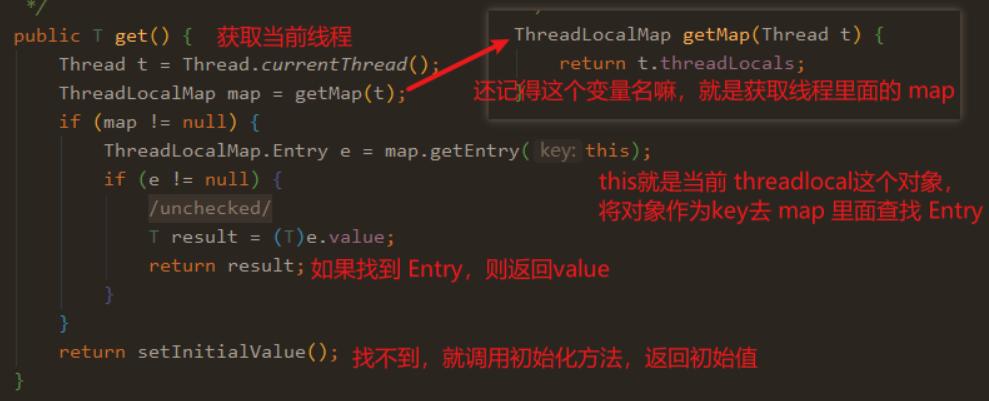 */
public T get() { 获取当前线程
Thread t = Thread.currentThread();
ThreadLocalMap map = getMap(t);
ThreadLocalMap getMap(Thread t) {
return t.threadLocals;
还记得这个变量名嘛，就是获取线程里面的 map
}
if (map != null) {
ThreadLocalMap.Entry e = map.getEntry( key: this);
if (e != null) {
this就是当前 threadlocal这个对象，
将对象作为key去 map 里面查找 Entry
/unchecked/
T result = (T)e.value;
return result; 如果找到 Entry，则返回value
}
}
return setInitialValue(); 找不到，就调用初始化方法，返回初始值
}